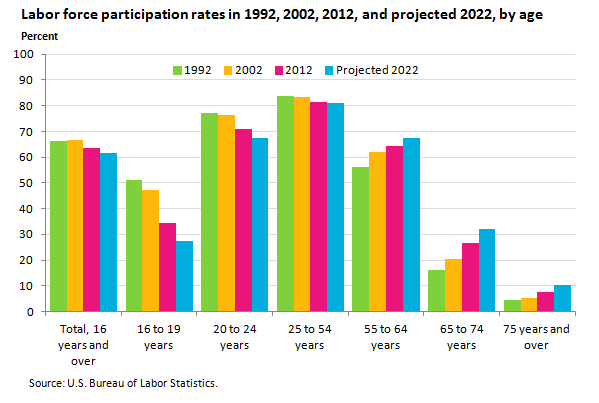 Labor force participation rates in 1992, 2002, 2012, and projected 2022, by age
Percent
100
90
80
70
60
50
40
30
20
10
0
1992 2002 2012 Projected 2022
Total, 16 years and over
16 to 19 years
20 to 24 years
25 to 54 years
55 to 64 years
65 to 74 years
75 years and over
Source: U.S. Bureau of Labor Statistics.